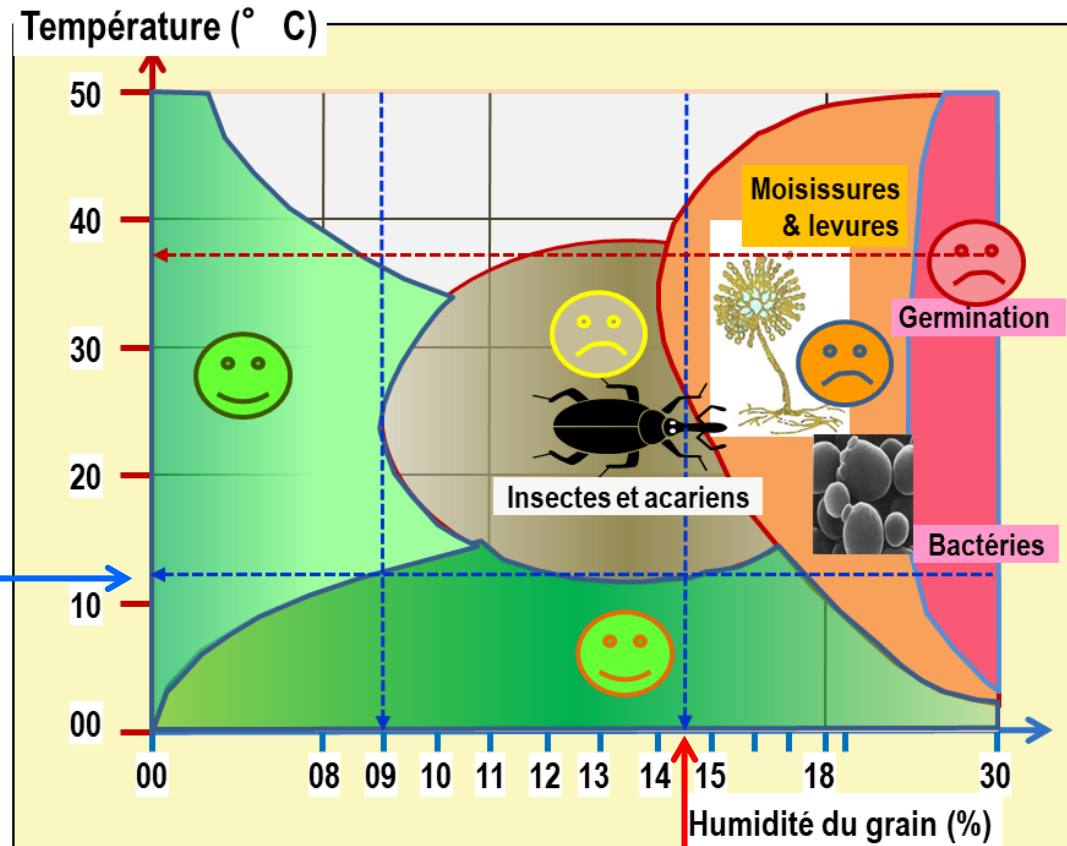 Température (° C)
50
40
30
20
10
00
Moisissures
& levures
Germination
Insectes et acariens
Bactéries
00 08 09 10 11 12 13 14 15 18 30
Humidité du grain (%)